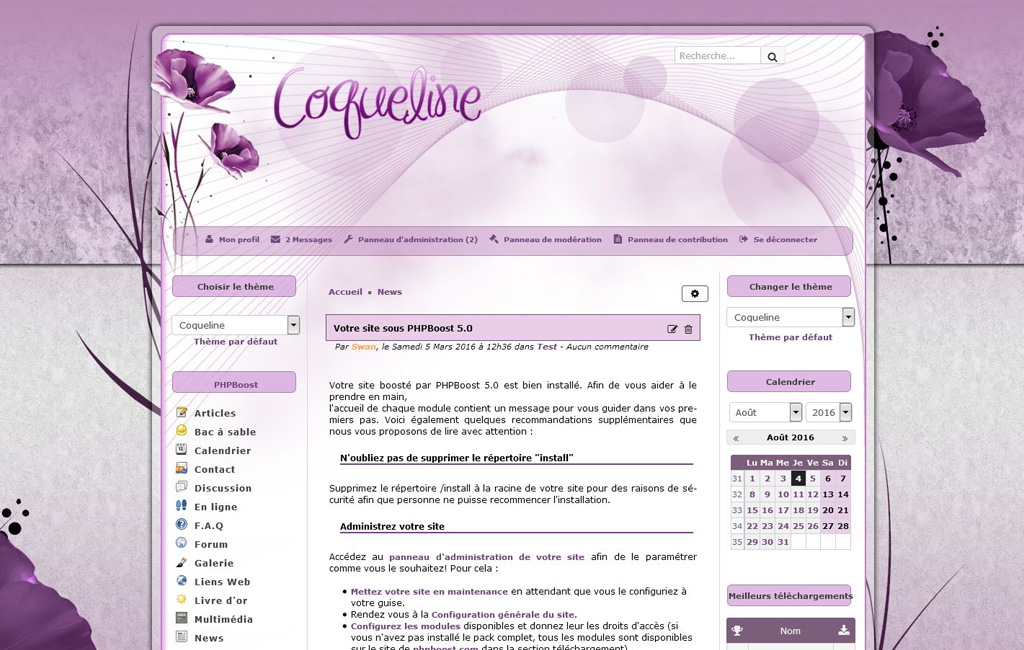 Coqueline
Recherche...
Mon profil 2 Messages Panneau d'administration (2) Panneau de modération Panneau de contribution Se déconnecter
Choisir le thème
Coqueline
Thème par défaut
PHPBoost
Articles
Bac à sable
Calendrier
Contact
Discussion
En ligne
F.A.Q
Forum
Galerie
Liens Web
Livre d'or
Multimédia
News
Accueil • News
Votre site sous PHPBoost 5.0
Par Swan, le Samedi 5 Mars 2016 à 12h36 dans Test - Aucun commentaire
Votre site boosté par PHPBoost 5.0 est bien installé. Afin de vous aider à le
prendre en main,
l'accueil de chaque module contient un message pour vous guider dans vos pre-
miers pas. Voici également quelques recommandations supplémentaires que
nous vous proposons de lire avec attention :
N'oubliez pas de supprimer le répertoire "install"
Supprimez le répertoire /install à la racine de votre site pour des raisons de sé-
curité afin que personne ne puisse recommencer l'installation.
Administrez votre site
Accédez au panneau d'administration de votre site afin de le paramétrer
comme vous le souhaitez! Pour cela :
• Mettez votre site en maintenance en attendant que vous le configuriez à
votre guise.
• Rendez vous à la Configuration générale du site.
• Configurez les modules disponibles et donnez leur les droits d'accès (si
vous n'avez pas installé le pack complet, tous les modules sont disponibles
sur le site de phpboost.com dans la section téléchargement)
Changer le thème
Coqueline
Thème par défaut
Calendrier
Août 2016
« Août 2016 »
Lu Ma Me Je Ve Sa Di
31 1 2 3 4 5 6 7
32 8 9 10 11 12 13 14
33 15 16 17 18 19 20 21
34 22 23 24 25 26 27 28
35 29 30 31
Meilleurs téléchargements
Nom